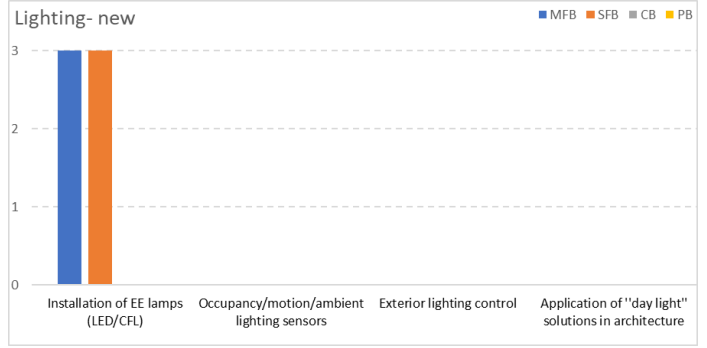 Lighting- new
MFB SFB CB PB
3
2
1
0
Installation of EE lamps
(LED/CFL)
Occupancy/motion/ambient
lighting sensors
Exterior lighting control
Application of ''day light''
solutions in architecture